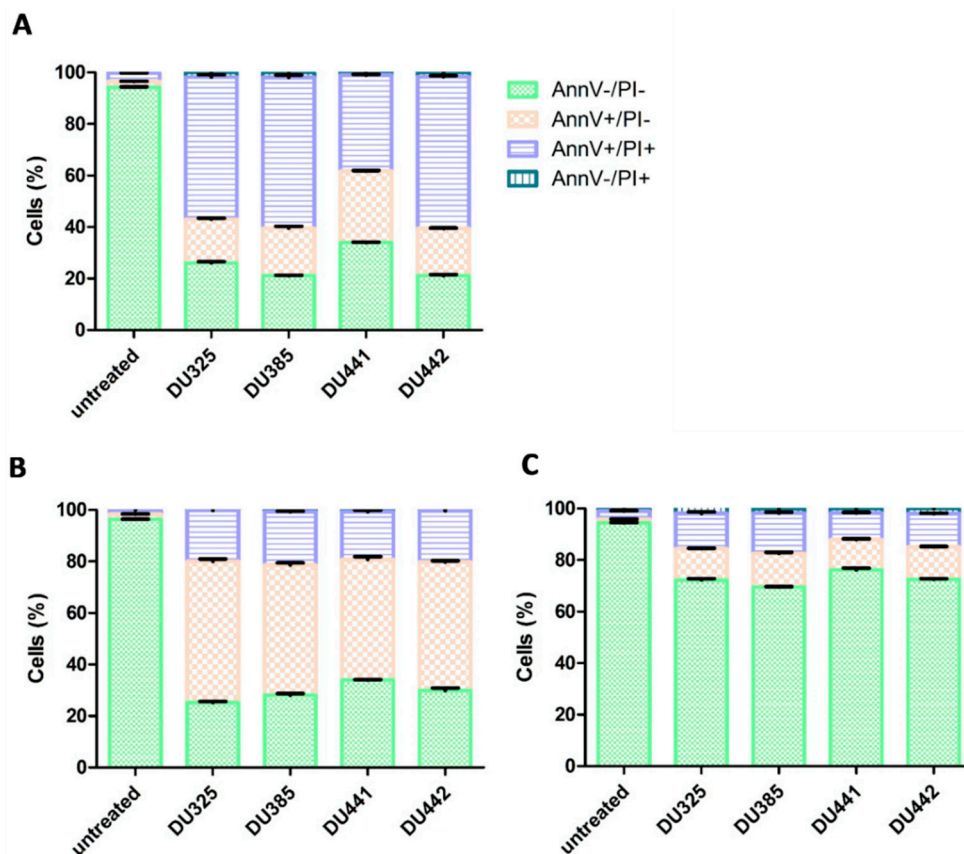 A
100
80
60
40
20
0
Cells (%)
untreated
DU325
DU385
DU441
DU442
AnnV-/PI-
AnnV+/PI-
AnnV+/PI+
AnnV-/PI+
B
100
80
60
40
20
0
Cells (%)
untreated
DU325
DU385
DU441
DU442
C
100
80
60
40
20
0
Cells (%)
untreated
DU325
DU385
DU441
DU442